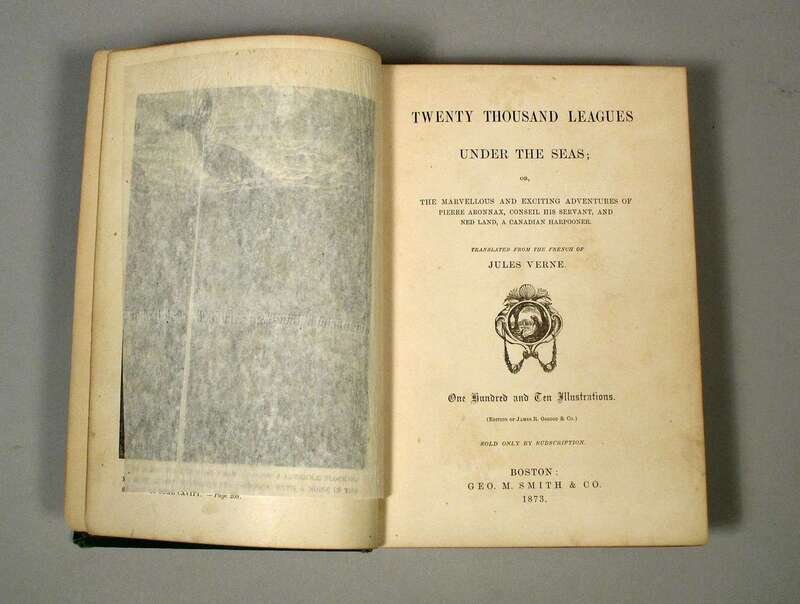 — Page 208.
TWENTY THOUSAND LEAGUES
UNDER THE SEAS;
OR,
THE MARVELLOUS AND EXCITING ADVENTURES OF
PIERRE ARONNAX, CONSEIL HIS SERVANT, AND
NED LAND, A CANADIAN HARPOONER.
TRANSLATED FROM THE FRENCH OF
JULES VERNE.
One Hundred and Ten Illustrations.
(EDITION OF JAMES R. OSGOOD & CO.)
SOLD ONLY BY SUBSCRIPTION.
BOSTON:
GEO. M. SMITH & CO.
1873.